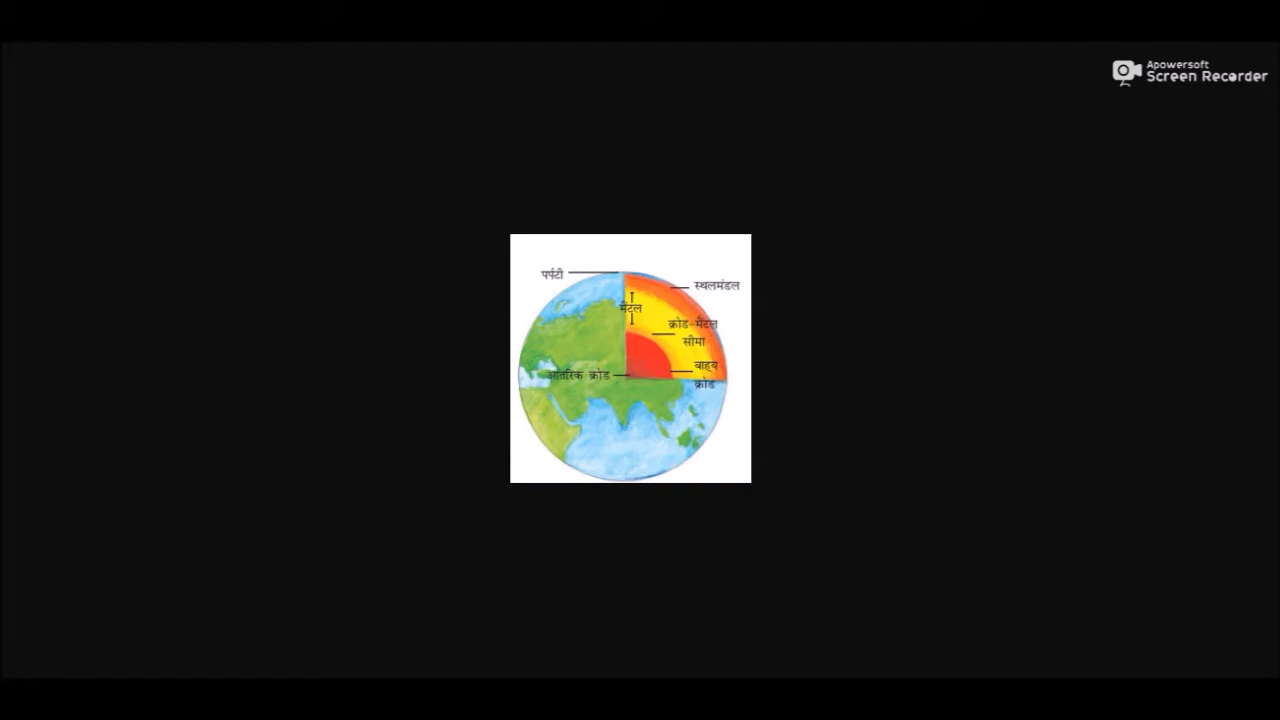 Apowersoft
Screen Recorder
पर्पटी
स्थलमंडल
मैंटल
क्रोड-मैंटल
सीमा
बाह्य
क्रोड
आंतरिक क्रोड